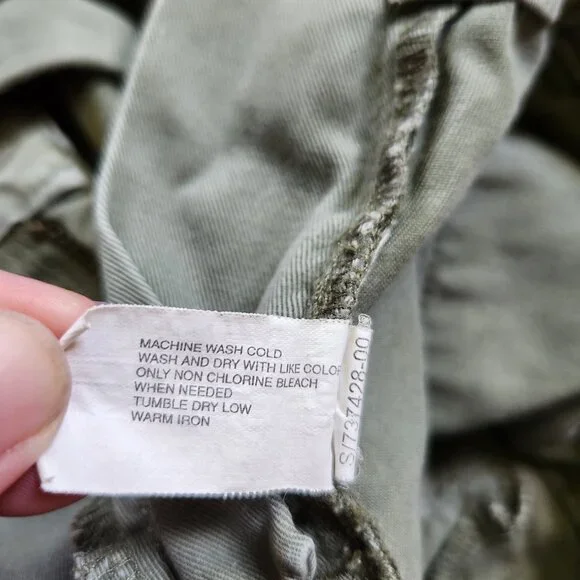 MACHINE WASH COLD
WASH AND DRY WITH LIKE COLOR
ONLY NON CHLORINE BLEACH
WHEN NEEDED
TUMBLE DRY LOW
WARM IRON
S/737428-00